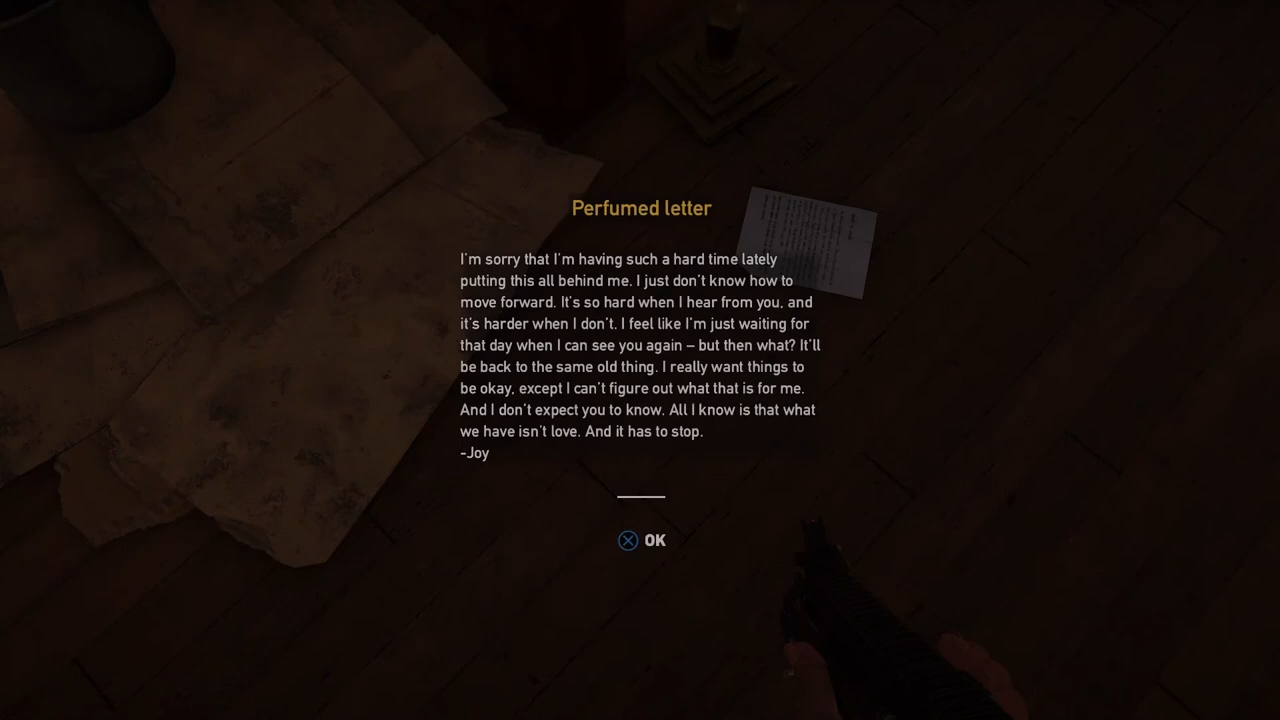 Perfumed letter
I'm sorry that I'm having such a hard time lately
putting this all behind me. I just don't know how to
move forward. It's so hard when I hear from you, and
it's harder when I don't. I feel like I'm just waiting for
that day when I can see you again – but then what? It'll
be back to the same old thing. I really want things to
be okay, except I can't figure out what that is for me.
And I don't expect you to know. All I know is that what
we have isn't love. And it has to stop.
-Joy
OK